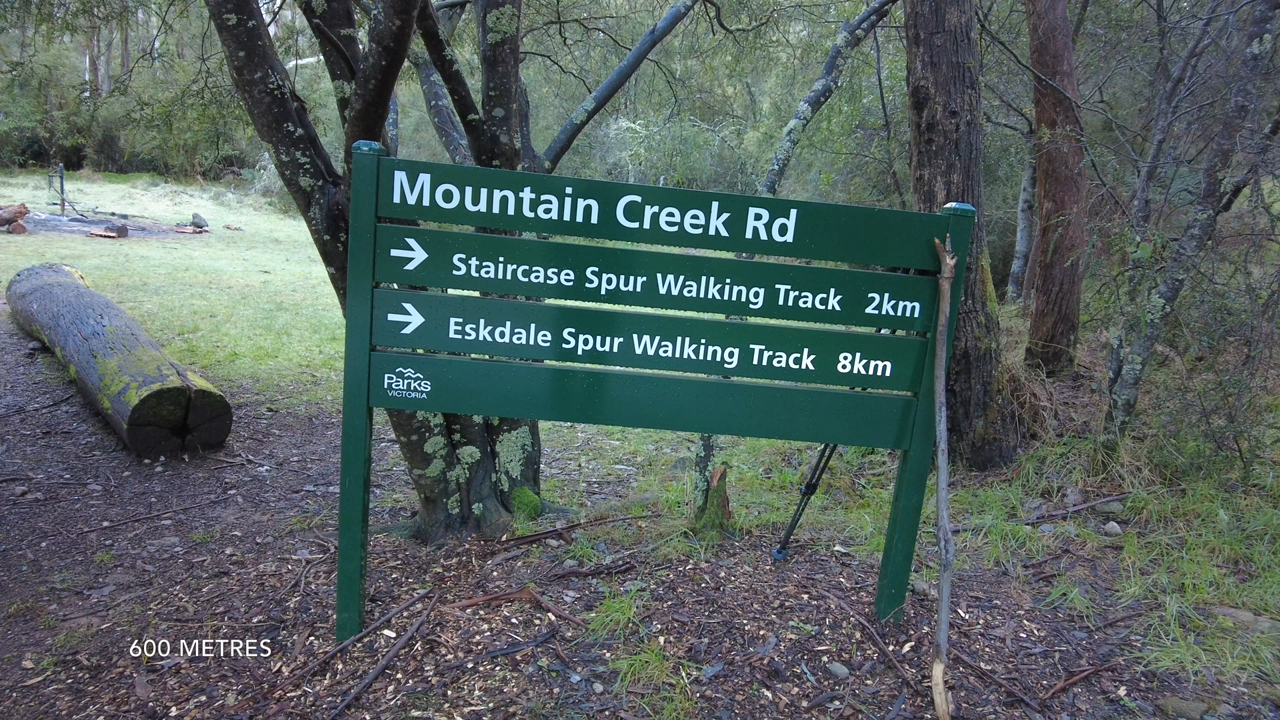 Mountain Creek Rd
→ Staircase Spur Walking Track 2km
→ Eskdale Spur Walking Track 8km
Parks
VICTORIA
600 METRES